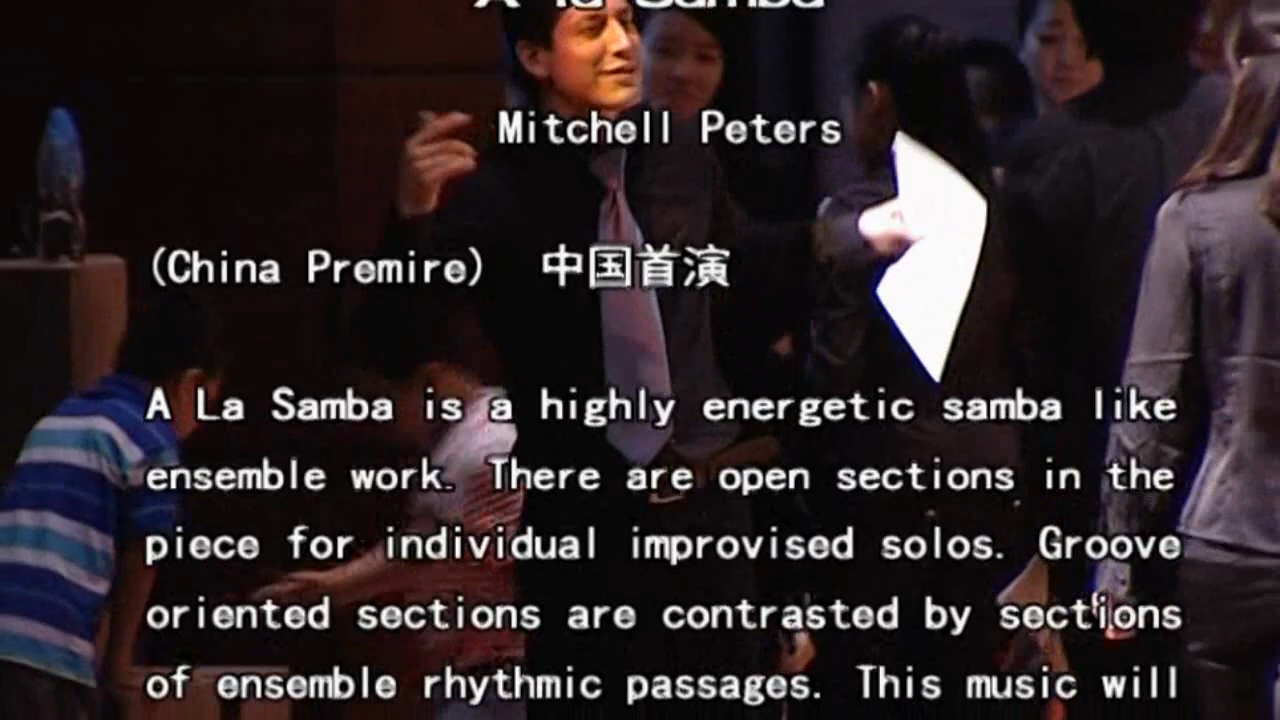 A la Samba
Mitchell Peters
(China Premire) 中国首演
A La Samba is a highly energetic samba like
ensemble work. There are open sections in the
piece for individual improvised solos. Groove
oriented sections are contrasted by sections
of ensemble rhythmic passages. This music will